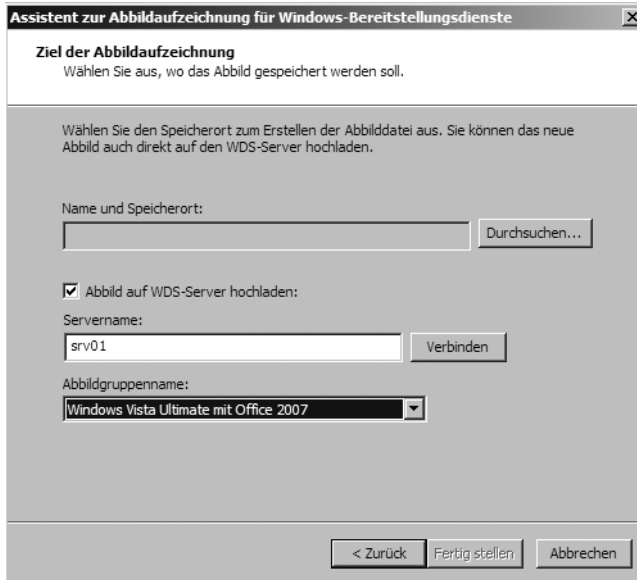 Assistent zur Abbildaufzeichnung für Windows-Bereitstellungsdienste
Ziel der Abbildaufzeichnung
Wählen Sie aus, wo das Abbild gespeichert werden soll.
Wählen Sie den Speicherort zum Erstellen der Abbilddatei aus. Sie können das neue
Abbild auch direkt auf den WDS-Server hochladen.
Name und Speicherort:
Durchsuchen...
Abbild auf WDS-Server hochladen:
Servername:
srv01
Verbinden
Abbildgruppenname:
Windows Vista Ultimate mit Office 2007
< Zurück
Fertig stellen
Abbrechen